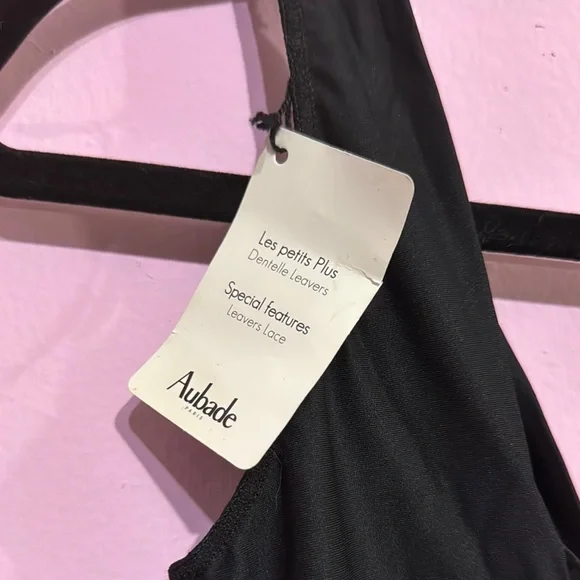 Les petits Plus
Dentelle Leavers
Special features
Leavers Lace
Aubade
PARIS